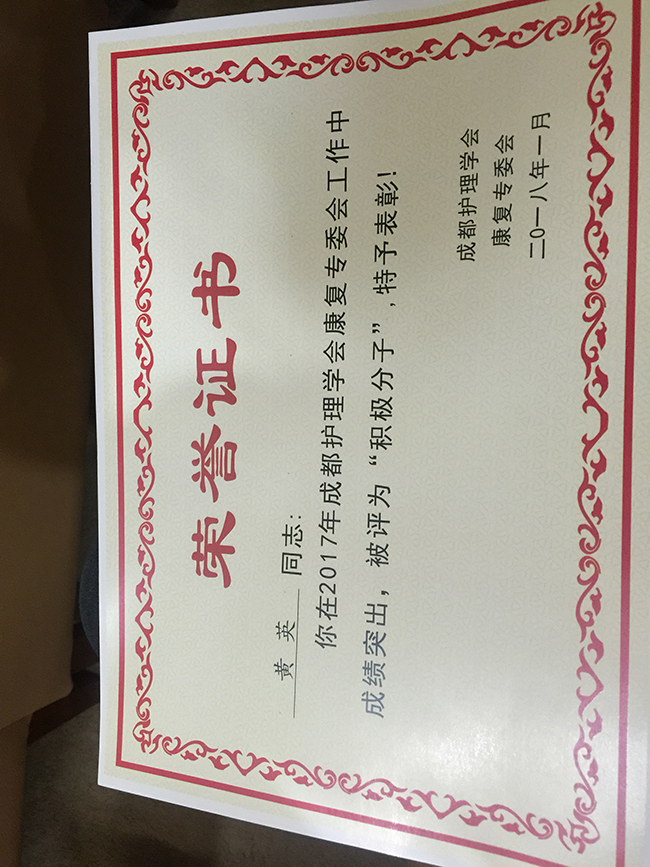 荣誉证书
黄英 同志：
你在2017年成都护理学会康复专委会工作中
成绩突出，被评为“积极分子”，特予表彰！
成都护理学会
康复专委会
二0一八年一月